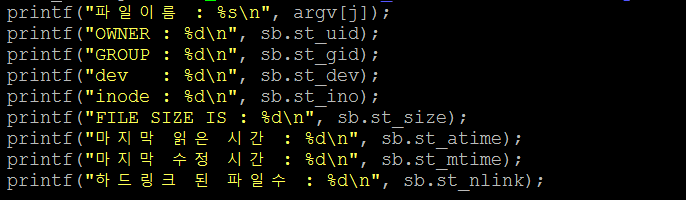 printf("파일이름 : %s\n", argv[j]);
printf("OWNER : %d\n", sb.st_uid);
printf("GROUP : %d\n", sb.st_gid);
printf("dev   : %d\n", sb.st_dev);
printf("inode : %d\n", sb.st_ino);
printf("FILE SIZE IS : %d\n", sb.st_size);
printf("마지막 읽은 시간 : %d\n", sb.st_atime);
printf("마지막 수정 시간 : %d\n", sb.st_mtime);
printf("하드링크 된 파일수 : %d\n", sb.st_nlink);